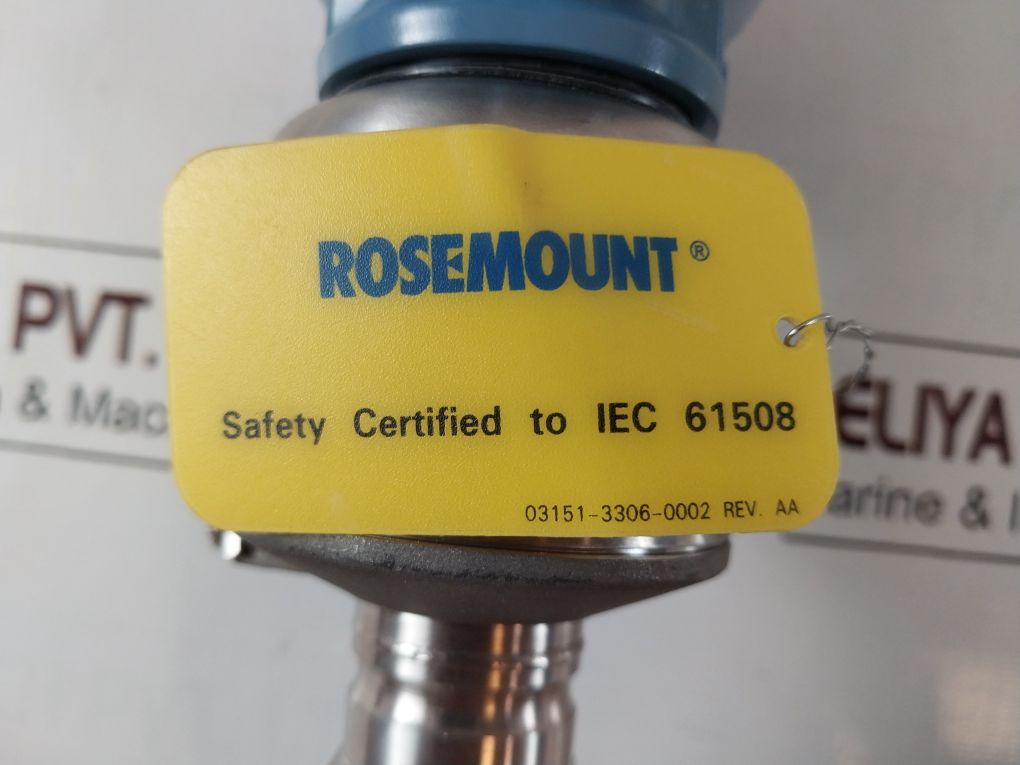 ROSEMOUNT®
Safety Certified to IEC 61508
03151-3306-0002 REV. AA
PVT.
& Mac
ELIYA
arine & I